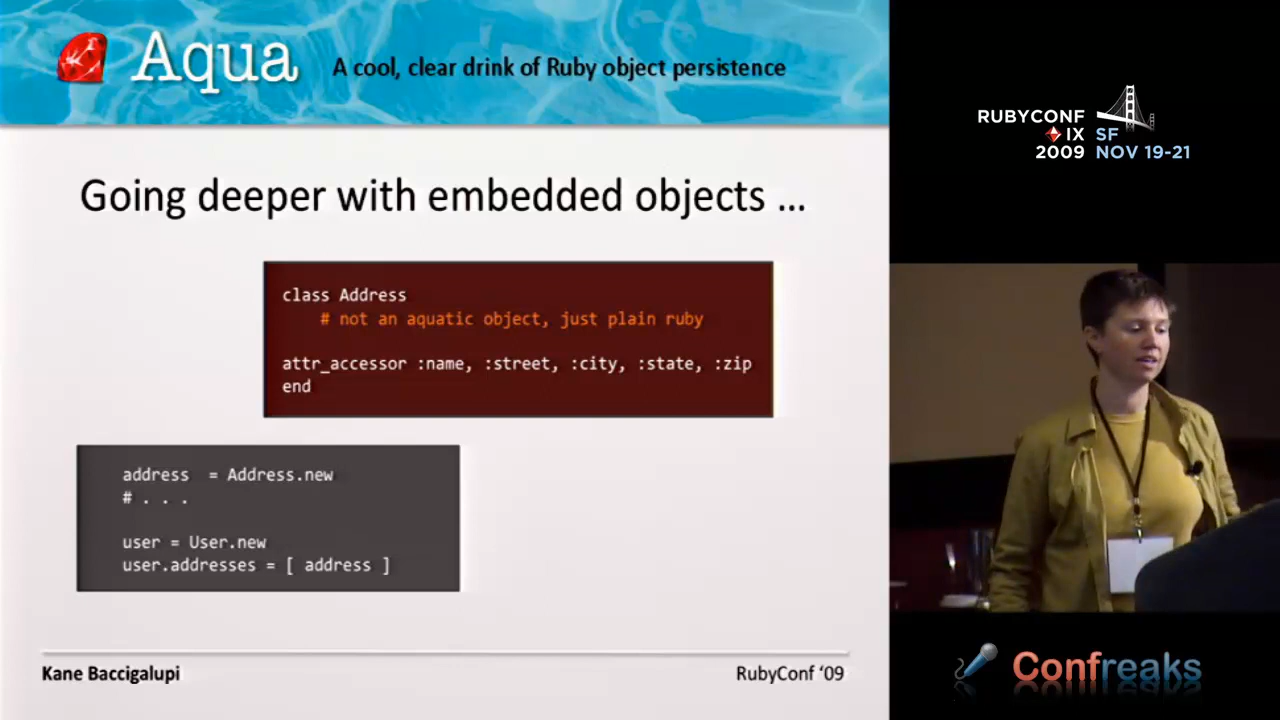 Aqua
A cool, clear drink of Ruby object persistence
Going deeper with embedded objects ...
class Address
# not an aquatic object, just plain ruby
attr_accessor :name, :street, :city, :state, :zip
end
address = Address.new
# . . .
user = User.new
user.addresses = [ address ]
Kane Baccigalupi
RubyConf ‘09
RUBYCONF
IX SF
2009 NOV 19-21
Confreaks